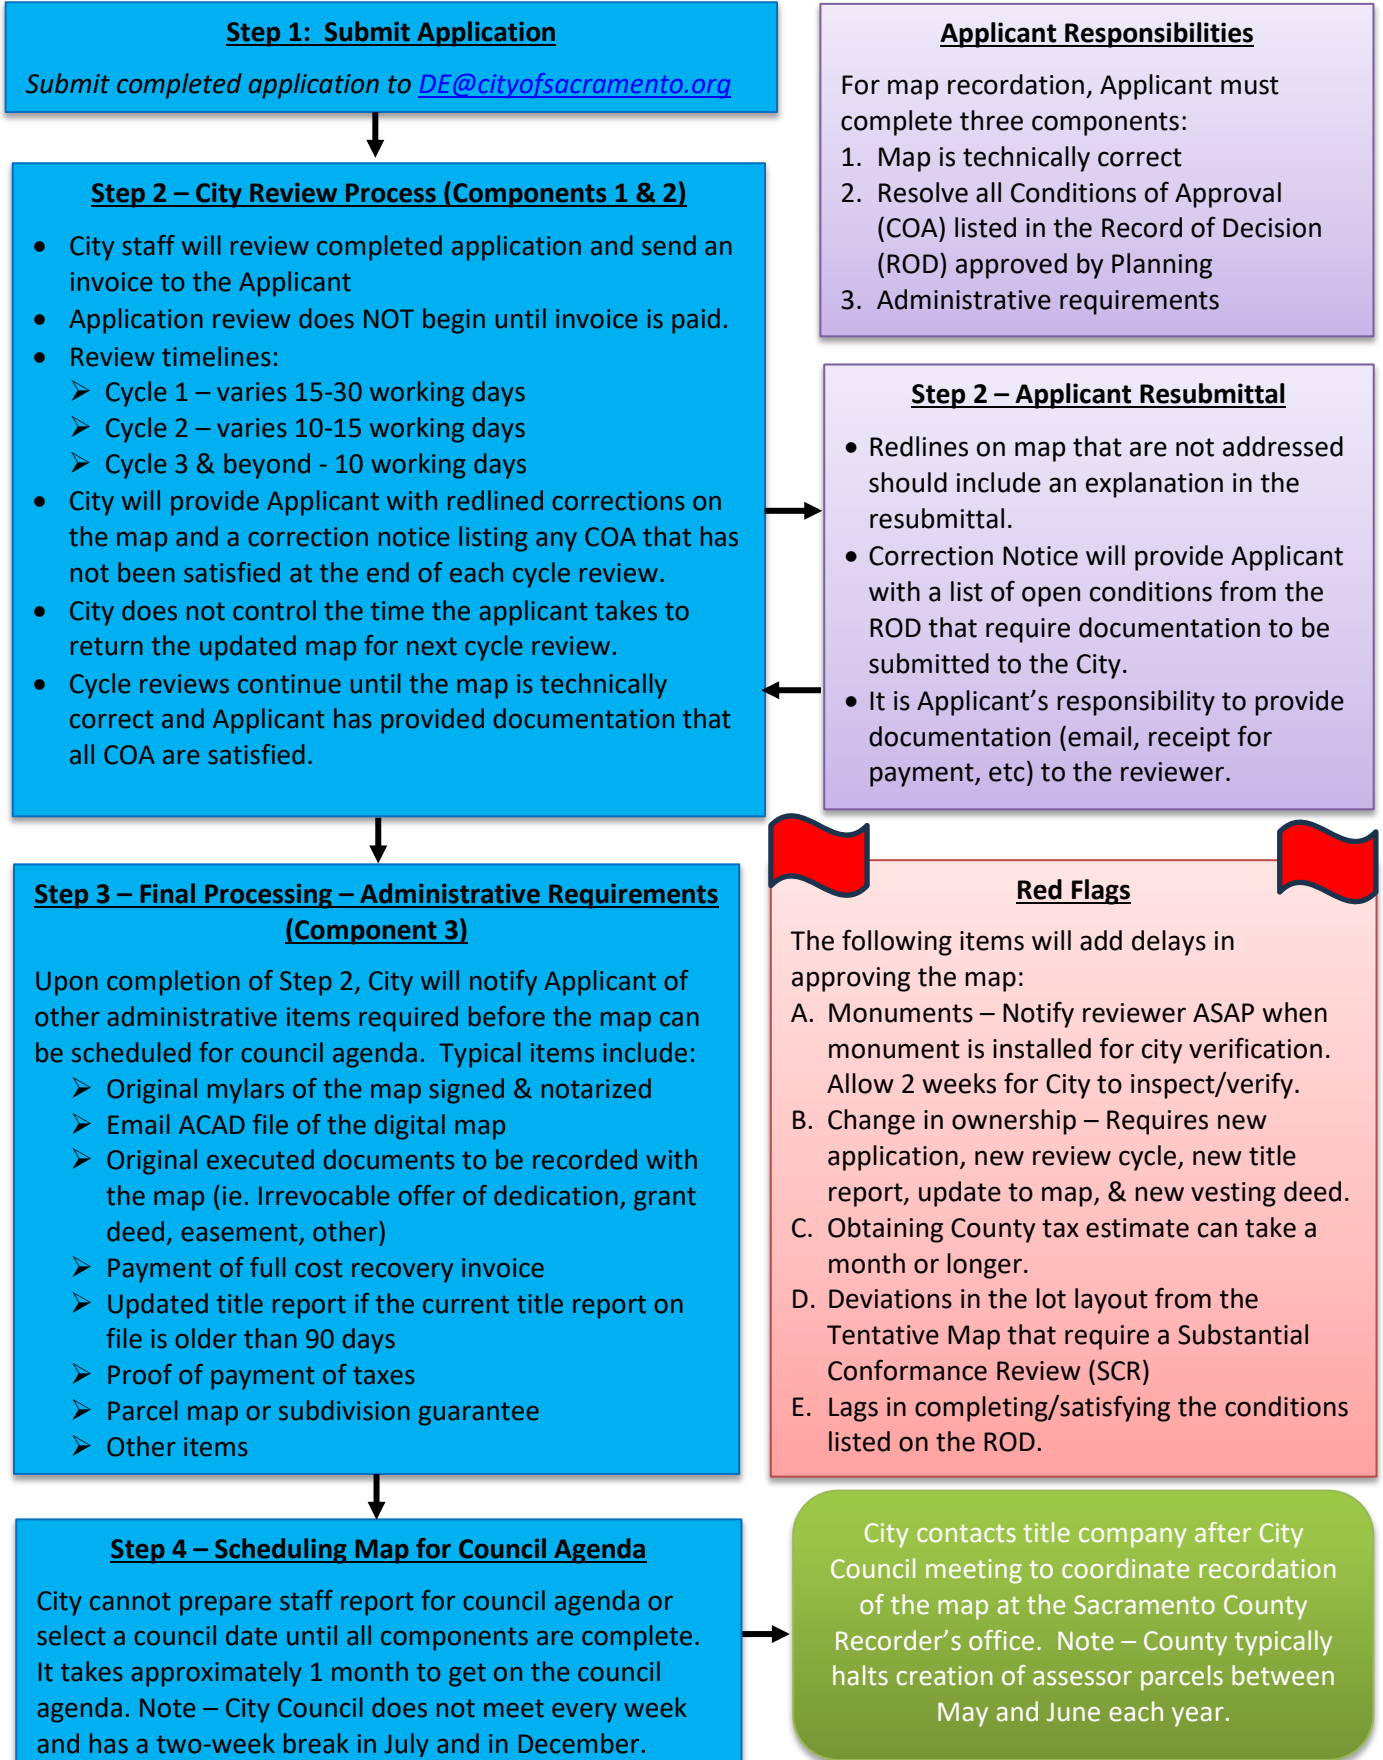 Step 1: Submit Application
Submit completed application to DE@cityofsacramento.org
Applicant Responsibilities
For map recordation, Applicant must
complete three components:
1. Map is technically correct
2. Resolve all Conditions of Approval
(COA) listed in the Record of Decision
(ROD) approved by Planning
3. Administrative requirements
Step 2 – City Review Process (Components 1 & 2)
• City staff will review completed application and send an
invoice to the Applicant
• Application review does NOT begin until invoice is paid.
• Review timelines:
➢ Cycle 1 – varies 15-30 working days
➢ Cycle 2 – varies 10-15 working days
➢ Cycle 3 & beyond - 10 working days
• City will provide Applicant with redlined corrections on
the map and a correction notice listing any COA that has
not been satisfied at the end of each cycle review.
• City does not control the time the applicant takes to
return the updated map for next cycle review.
• Cycle reviews continue until the map is technically
correct and Applicant has provided documentation that
all COA are satisfied.
Step 2 – Applicant Resubmittal
• Redlines on map that are not addressed
should include an explanation in the
resubmittal.
• Correction Notice will provide Applicant
with a list of open conditions from the
ROD that require documentation to be
submitted to the City.
• It is Applicant’s responsibility to provide
documentation (email, receipt for
payment, etc) to the reviewer.
Step 3 – Final Processing – Administrative Requirements
(Component 3)
Upon completion of Step 2, City will notify Applicant of
other administrative items required before the map can
be scheduled for council agenda. Typical items include:
➢ Original mylars of the map signed & notarized
➢ Email ACAD file of the digital map
➢ Original executed documents to be recorded with
the map (ie. Irrevocable offer of dedication, grant
deed, easement, other)
➢ Payment of full cost recovery invoice
➢ Updated title report if the current title report on
file is older than 90 days
➢ Proof of payment of taxes
➢ Parcel map or subdivision guarantee
➢ Other items
Red Flags
The following items will add delays in
approving the map:
A. Monuments – Notify reviewer ASAP when
monument is installed for city verification.
Allow 2 weeks for City to inspect/verify.
B. Change in ownership – Requires new
application, new review cycle, new title
report, update to map, & new vesting deed.
C. Obtaining County tax estimate can take a
month or longer.
D. Deviations in the lot layout from the
Tentative Map that require a Substantial
Conformance Review (SCR)
E. Lags in completing/satisfying the conditions
listed on the ROD.
Step 4 – Scheduling Map for Council Agenda
City cannot prepare staff report for council agenda or
select a council date until all components are complete.
It takes approximately 1 month to get on the council
agenda. Note – City Council does not meet every week
and has a two-week break in July and in December.
City contacts title company after City
Council meeting to coordinate recordation
of the map at the Sacramento County
Recorder’s office. Note – County typically
halts creation of assessor parcels between
May and June each year.